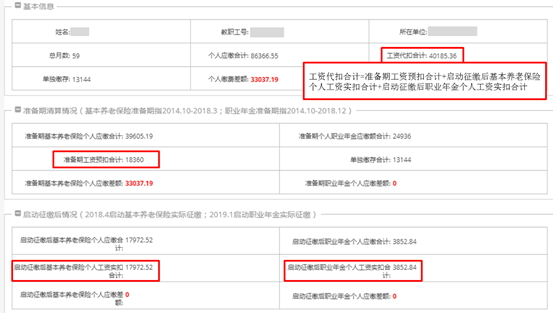 基本信息
姓名:
教职工号:
所在单位:
总月数: 59
个人应缴合计: 86366.55
工资代扣合计: 40185.36
单独缴存: 13144
个人缴费差额: 33037.19
工资代扣合计=准备期工资预扣合计+启动征缴后基本养老保险
个人工资实扣合计+启动征缴后职业年金个人工资实扣合计
准备期清算情况（基本养老保险准备期指2014.10-2018.3；职业年金准备期指2014.10-2018.12）
准备期基本养老保险个人应缴合计: 39605.19
准备期个人职业年金应缴额合计: 24936
准备期工资预扣合计: 18360
单独缴存合计: 13144
准备期基本养老保险个人应缴差额: 33037.19
准备期职业年金个人应缴差额: 0
启动征缴后情况（2018.4启动基本养老保险实际征缴；2019.1启动职业年金实际征缴）
启动征缴后基本养老保险个人应缴合 17972.52
计:
启动征缴后职业年金个人应缴合计: 3852.84
启动征缴后基本养老保险个人工资实扣 17972.52
合计:
启动征缴后职业年金个人工资实扣合 3852.84
计:
启动征缴后基本养老保险个人应缴差 0
额:
启动征缴后职业年金个人应缴差额: 0